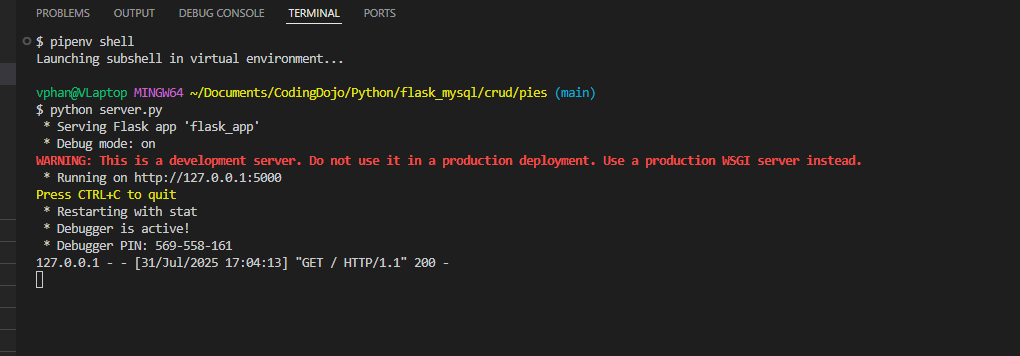 PROBLEMS OUTPUT DEBUG CONSOLE TERMINAL PORTS
$ pipenv shell
Launching subshell in virtual environment...
vphan@VLaptop MINGW64 ~/Documents/CodingDojo/Python/flask_mysql/crud/pies (main)
$ python server.py
 * Serving Flask app 'flask_app'
 * Debug mode: on
WARNING: This is a development server. Do not use it in a production deployment. Use a production WSGI server instead.
 * Running on http://127.0.0.1:5000
Press CTRL+C to quit
 * Restarting with stat
 * Debugger is active!
 * Debugger PIN: 569-558-161
127.0.0.1 - - [31/Jul/2025 17:04:13] "GET / HTTP/1.1" 200 -